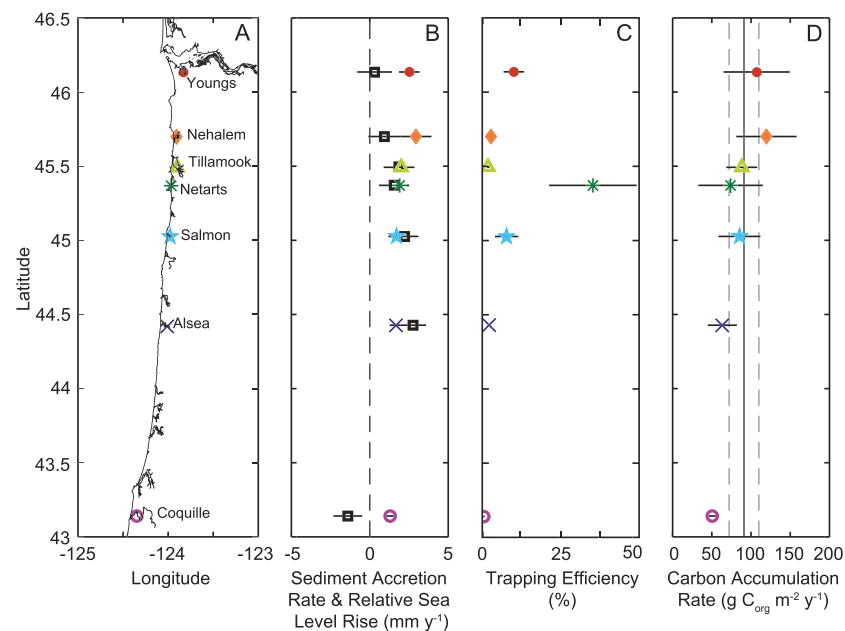 A B C D
46.5
46
45.5
45
44.5
44
43.5
43
Latitude
Youngs
Nehalem
Tillamook
Netarts
Salmon
Alsea
Coquille
-125 -124 -123
-5 0 5
0 25 50
0 50 100 150 200
Longitude
Sediment Accretion
Rate & Relative Sea
Level Rise (mm y-1)
Trapping Efficiency
(%)
Carbon Accumulation
Rate (g Corg m-2 y-1)